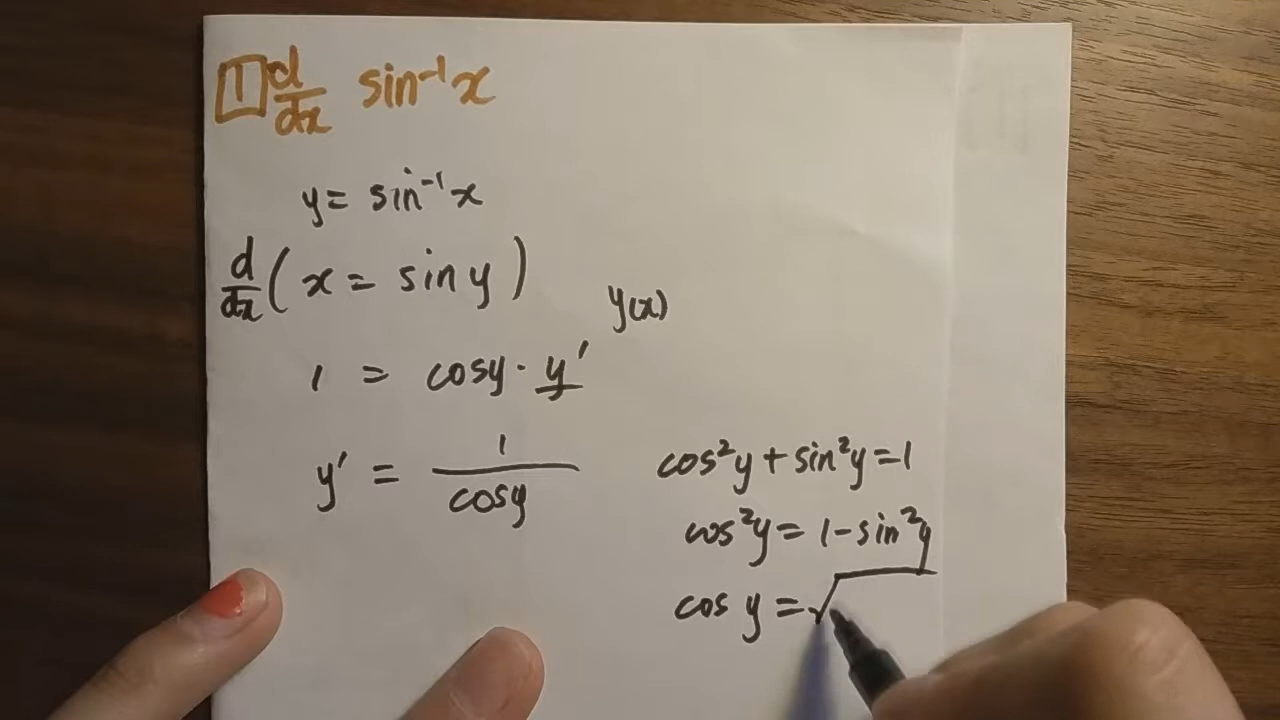 1 d/dx sin⁻¹x
y = sin⁻¹x
d/dx ( x = sin y )
y(x)
1 = cosy · y'
y' = 1/cosy
cos²y + sin²y = 1
cos²y = 1 - sin²y
cos y = √